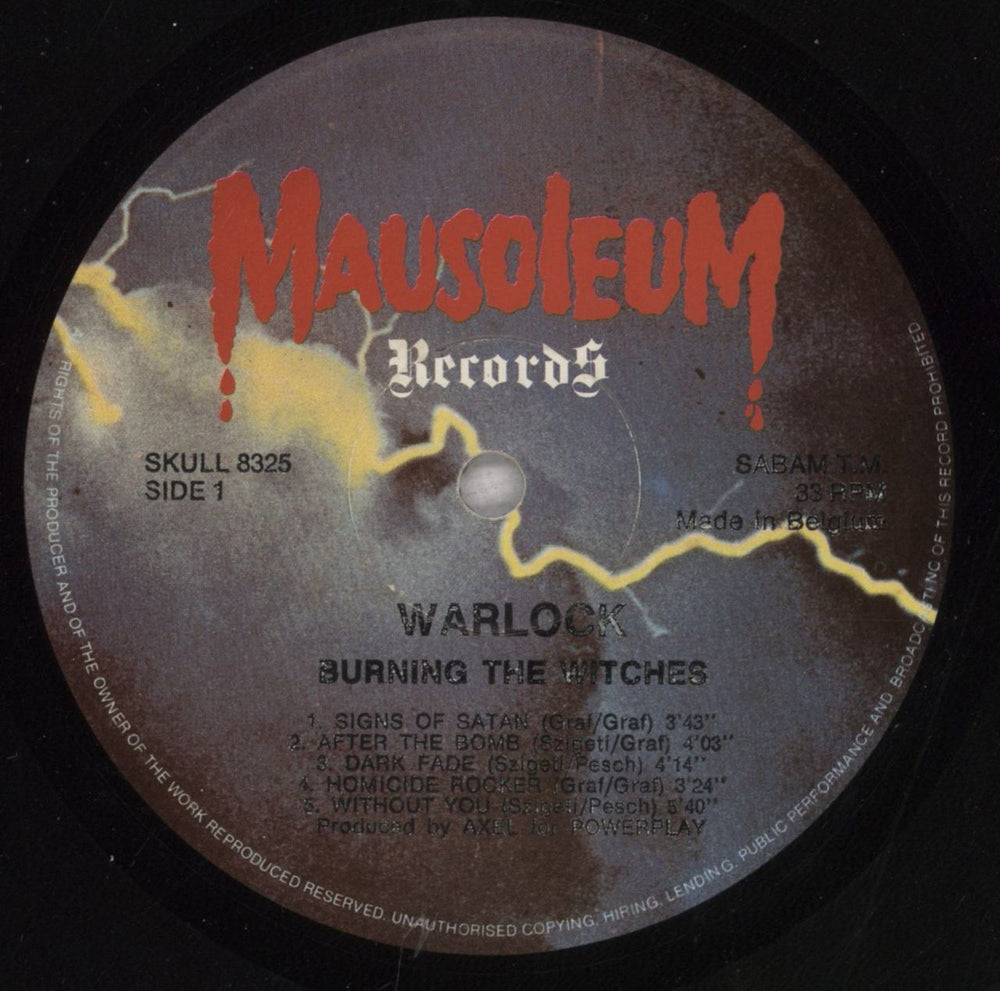 MAUSOLEUM
RecordS
SKULL 8325
SIDE 1
SABAM T.M.
33 RPM
Made in Belgium
WARLOCK
BURNING THE WITCHES
1. SIGNS OF SATAN (Graf/Graf) 3'43''
2. AFTER THE BOMB (Szigeti/Graf) 4'03''
3. DARK FADE (Szigeti/Pesch) 4'14''
4. HOMICIDE ROCKER (Graf/Graf) 3'24''
5. WITHOUT YOU (Szigeti/Pesch) 5'40''
Produced by AXEL for POWERPLAY
RIGHTS OF THE PRODUCER AND OF THE OWNER OF THE WORK REPRODUCED RESERVED. UNAUTHORISED COPYING. HIRING. LENDING. PUBLIC PERFORMANCE AND BROADCASTING OF THIS RECORD PROHIBITED